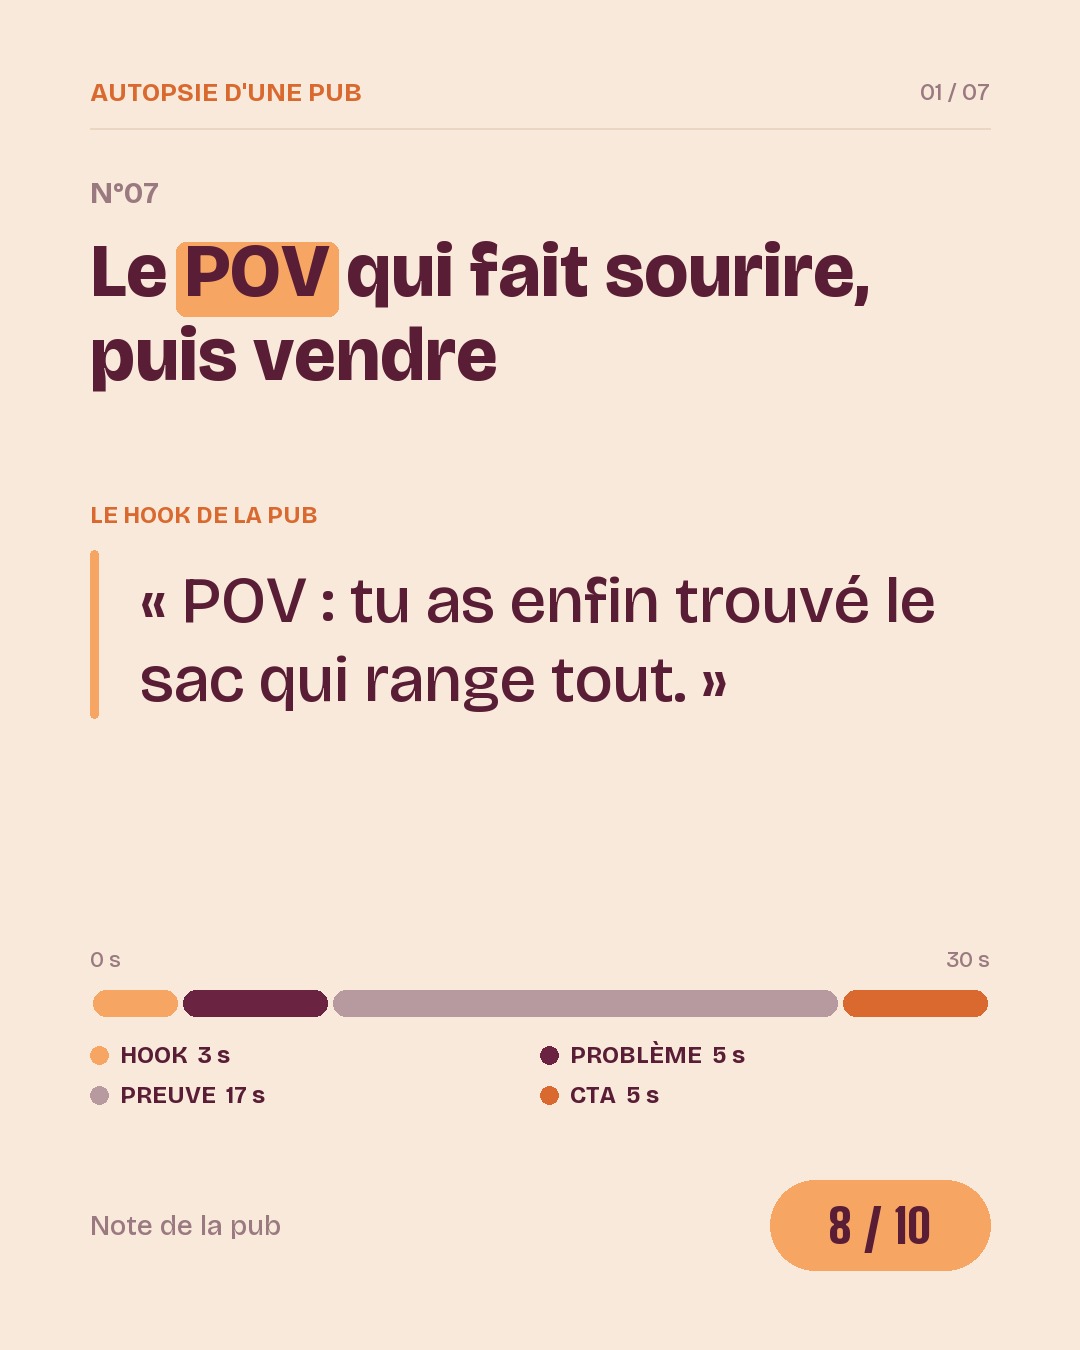 AUTOPSIE D'UNE PUB
01 / 07
N°07
Le POV qui fait sourire,
puis vendre
LE HOOK DE LA PUB
« POV : tu as enfin trouvé le
sac qui range tout. »
0 s
30 s
HOOK 3 s
PROBLÈME 5 s
PREUVE 17 s
CTA 5 s
Note de la pub
8 / 10